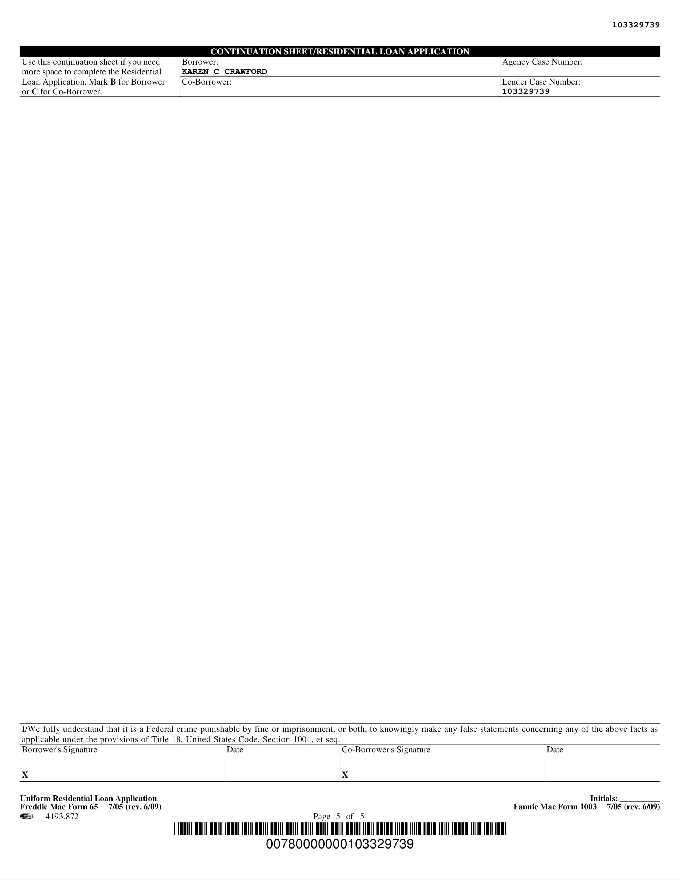 103329739
CONTINUATION SHEET/RESIDENTIAL LOAN APPLICATION
Use this continuation sheet if you need
more space to complete the Residential
Loan Application. Mark B for Borrower
or C for Co-Borrower.
Borrower:
KAREN C CRAWFORD
Co-Borrower:
Agency Case Number:
Lender Case Number:
103329739
I/We fully understand that it is a Federal crime punishable by fine or imprisonment, or both, to knowingly make any false statements concerning any of the above facts as
applicable under the provisions of Title 18, United States Code, Section 1001, et seq.
Borrower's Signature Date Co-Borrower's Signature Date
X X
Uniform Residential Loan Application
Freddie Mac Form 65 7/05 (rev. 6/09)
4193.872
Page 5 of 5
Initials:
Fannie Mae Form 1003 7/05 (rev. 6/09)
00780000000103329739